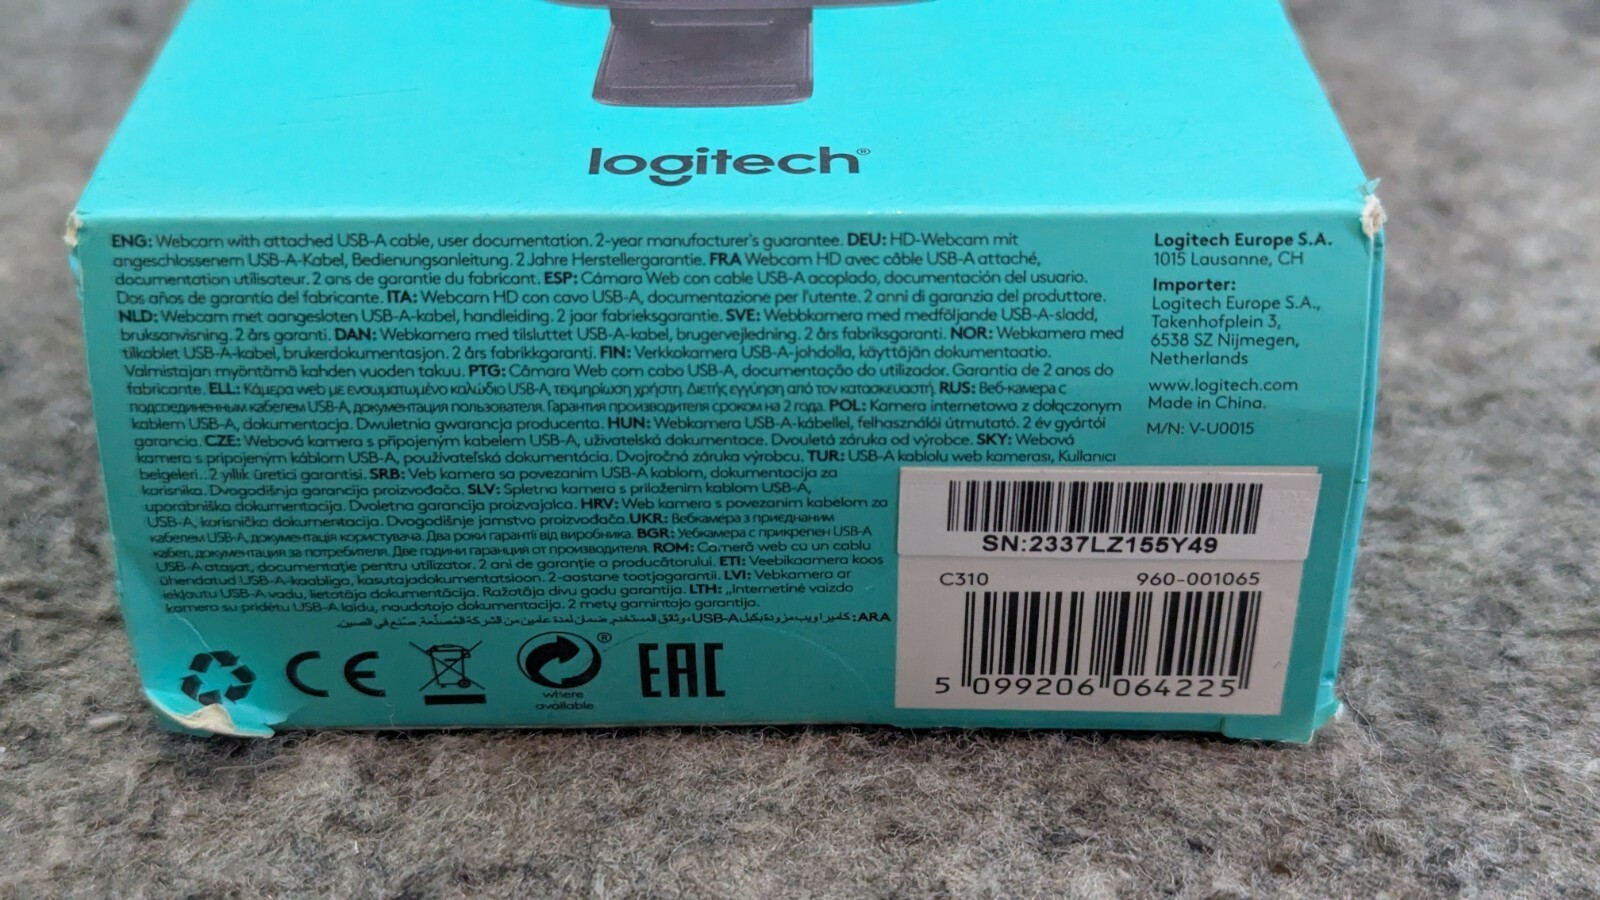 logitech®
ENG: Webcam with attached USB-A cable, user documentation. 2-year manufacturer's guarantee. DEU: HD-Webcam mit
angeschlossenem USB-A-Kabel, Bedienungsanleitung. 2 Jahre Herstellergarantie. FRA Webcam HD avec câble USB-A attaché,
documentation utilisateur. 2 ans de garantie du fabricant. ESP: Cámara Web con cable USB-A acoplado, documentación del usuario.
Dos años de garantía del fabricante. ITA: Webcam HD con cavo USB-A, documentazione per l'utente. 2 anni di garanzia del produttore.
NLD: Webcam met aangesloten USB-A-kabel, handleiding. 2 jaar fabrieksgarantie. SVE: Webbkamera med medföljande USB-A-sladd,
bruksanvisning. 2 års garanti. DAN: Webkamera med tilsluttet USB-A-kabel, brugervejledning. 2 års fabriksgaranti. NOR: Webkamera med
tilkoblet USB-A-kabel, brukerdokumentasjon. 2 års fabrikkgaranti. FIN: Verkkokamera USB-A-johdolla, käyttäjän dokumentaatio.
Valmistajan myöntämä kahden vuoden takuu. PTG: Câmara Web com cabo USB-A, documentação do utilizador. Garantia de 2 anos do
fabricante. ELL: Κάμερα web με ενσωματωμένο καλώδιο USB-A, τεκμηρίωση χρήστη. Διετής εγγύηση από τον κατασκευαστή. RUS: Веб-камера с
подсоединенным кабелем USB-A, документация пользователя. Гарантия производителя сроком на 2 года. POL: Kamera internetowa z dołączonym
kablem USB-A, dokumentacja. Dwuletnia gwarancja producenta. HUN: Webkamera USB-A-kábellel, felhasználói útmutató. 2 év gyártói
garancia. CZE: Webová kamera s připojeným kabelem USB-A, uživatelská dokumentace. Dvouletá záruka od výrobce. SKY: Webová
kamera s pripojeným káblom USB-A, používateľská dokumentácia. Dvojročná záruka výrobcu. TUR: USB-A kablolu web kamerası, Kullanıcı
belgeleri.. 2 yıllık üretici garantisi. SRB: Veb kamera sa povezanim USB-A kablom, dokumentacija za
korisnika. Dvogodišnja garancija proizvođača. SLV: Spletna kamera s priloženim kablom USB-A,
uporabniška dokumentacija. Dvoletna garancija proizvajalca. HRV: Web kamera s povezanim kabelom za
USB-A, korisnička dokumentacija. Dvogodišnje jamstvo proizvođača. UKR: Вебкамера з приєднаним
кабелем USB-A, документація користувача. Два роки гарантії від виробника. BGR: Уебкамера с прикрепен USB-A
кабел, документация за потребителя. Две години гаранция от производителя. ROM: Cameră web cu un cablu
USB-A atașat, documentație pentru utilizator. 2 ani de garanție a producătorului. ETI: Veebikaamera koos
ühendatud USB-A-kaabliga, kasutajadokumentatsioon. 2-aastane tootjagarantii. LVI: Vebkamera ar
iekļautu USB-A vadu, lietotāja dokumentācija. Ražotāja divu gadu garantija. LTH: „Internetinė vaizdo
kamera su pridėtu USB-A laidu, naudotojo dokumentacija. 2 metų gamintojo garantija.
ARA: كاميرا ويب مزودة بكبل USB-A، وثائق المستخدم. ضمان لمدة عامين من الشركة المُصنِّعة. صنع في الصين.
CE
where
available
®
EAC
Logitech Europe S.A.
1015 Lausanne, CH
Importer:
Logitech Europe S.A.,
Takenhofplein 3,
6538 SZ Nijmegen,
Netherlands
www.logitech.com
Made in China.
M/N: V-U0015
SN:2337LZ155Y49
C310 960-001065
5 099206 064225